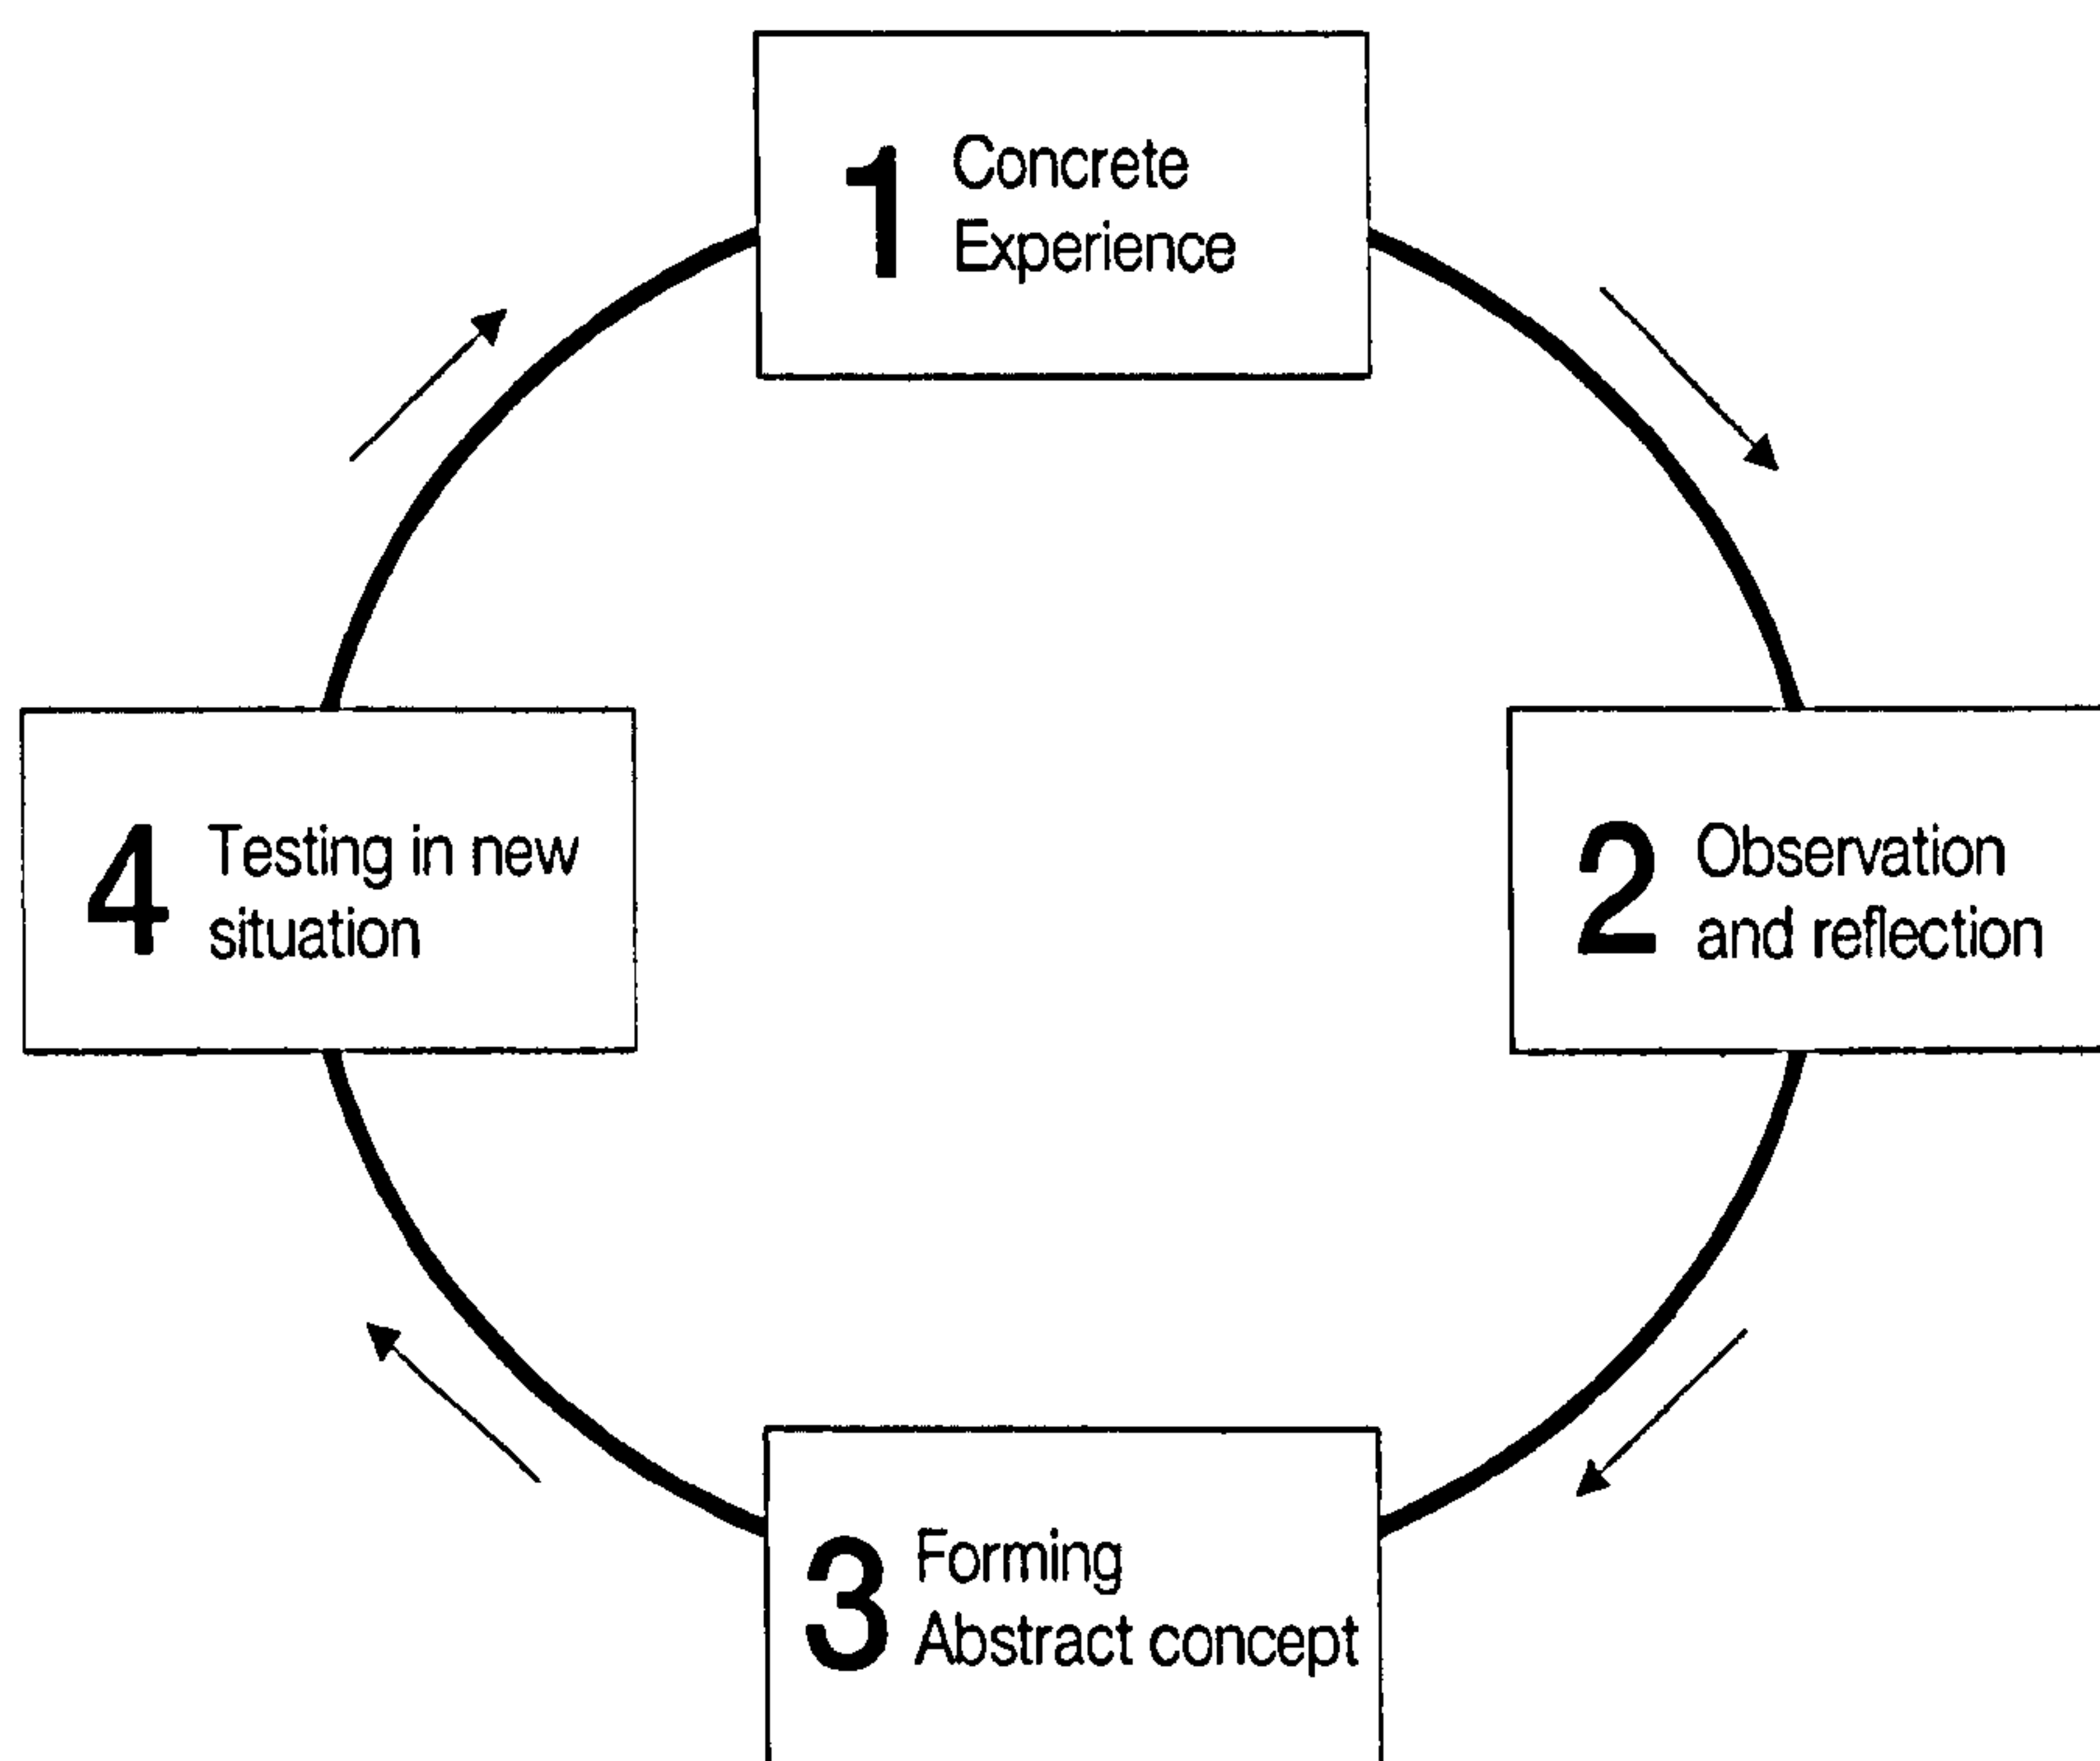 1 Concrete
Experience
2 Observation
and reflection
3 Forming
Abstract concept
4 Testing in new
situation